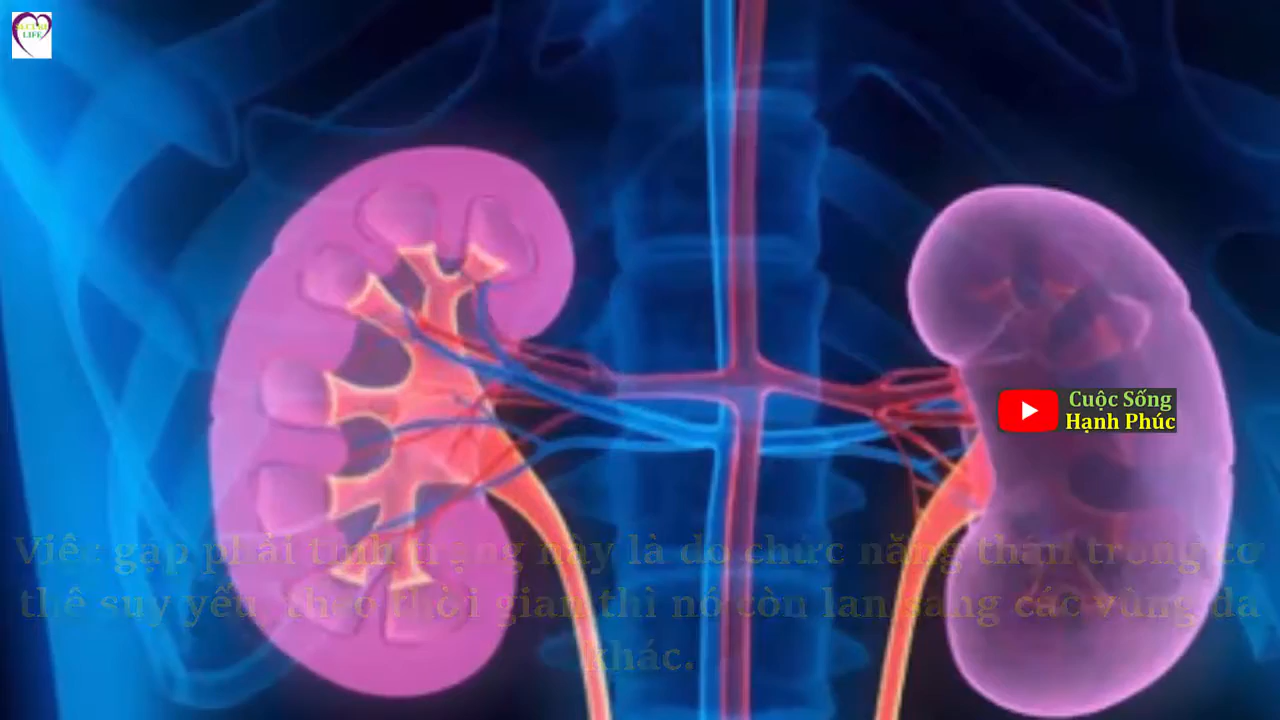 LIFE
Cuộc Sống
Hạnh Phúc
Việc gặp phải tình trạng này là do chức năng thận trong cơ
thể suy yếu, theo thời gian thì nó còn lan sang các vùng da
khác.